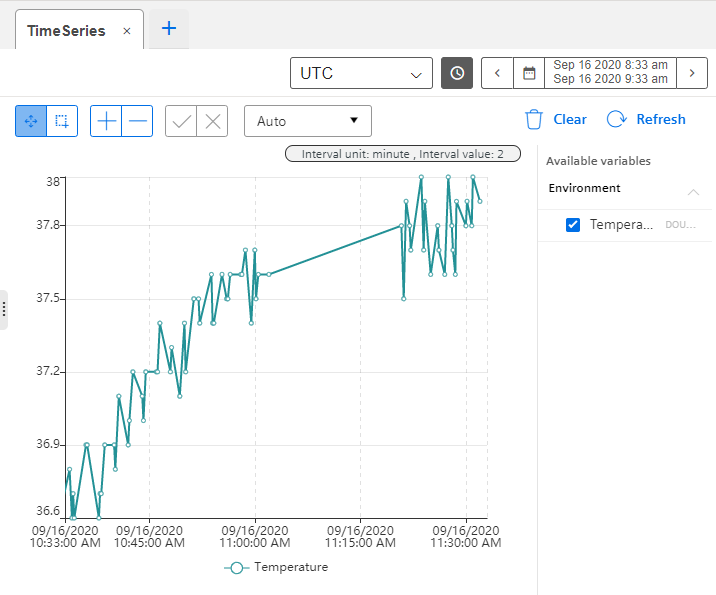 TimeSeries × +
UTC
Sep 16 2020 8:33 am
Sep 16 2020 9:33 am
Auto
Clear
Refresh
Interval unit: minute , Interval value: 2
Available variables
Environment
Tempera... DOU...
38
37.8
37.5
37.2
36.9
36.6
09/16/2020
10:33:00 AM
09/16/2020
10:45:00 AM
09/16/2020
11:00:00 AM
09/16/2020
11:15:00 AM
09/16/2020
11:30:00 AM
Temperature